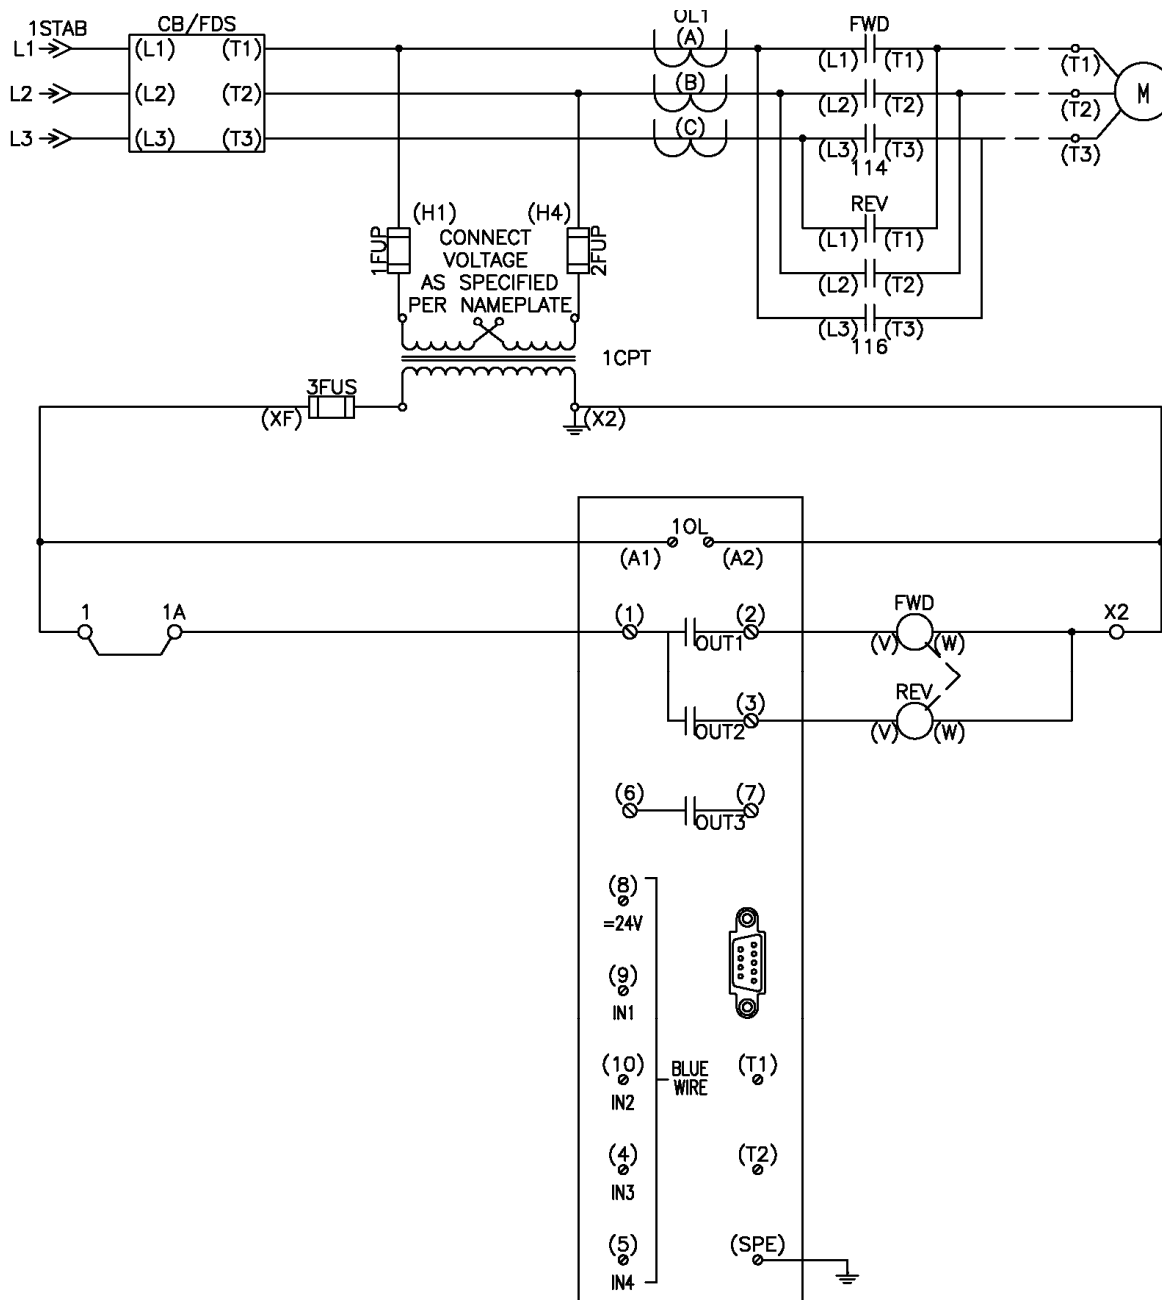 1STAB CB/FDS OL1 FWD
L1 (L1) (T1) (A) (L1) (T1) (T1)
L2 (L2) (T2) (B) (L2) (T2) (T2) M
L3 (L3) (T3) (C) (L3) (T3) (T3)
114
REV
(L1) (T1)
(L2) (T2)
(L3) (T3)
116
(H1) (H4)
1FUP 2FUP
CONNECT
VOLTAGE
AS SPECIFIED
PER NAMEPLATE
1CPT
3FUS
(XF) (X2)
1OL
(A1) (A2)
1 1A (1) (2) FWD X2
OUT1 (V) (W)
(3) REV
OUT2 (V) (W)
(6) (7)
OUT3
(8)
=24V
(9)
IN1
(10) BLUE (T1)
WIRE
IN2
(4) (T2)
IN3
(5) (SPE)
IN4